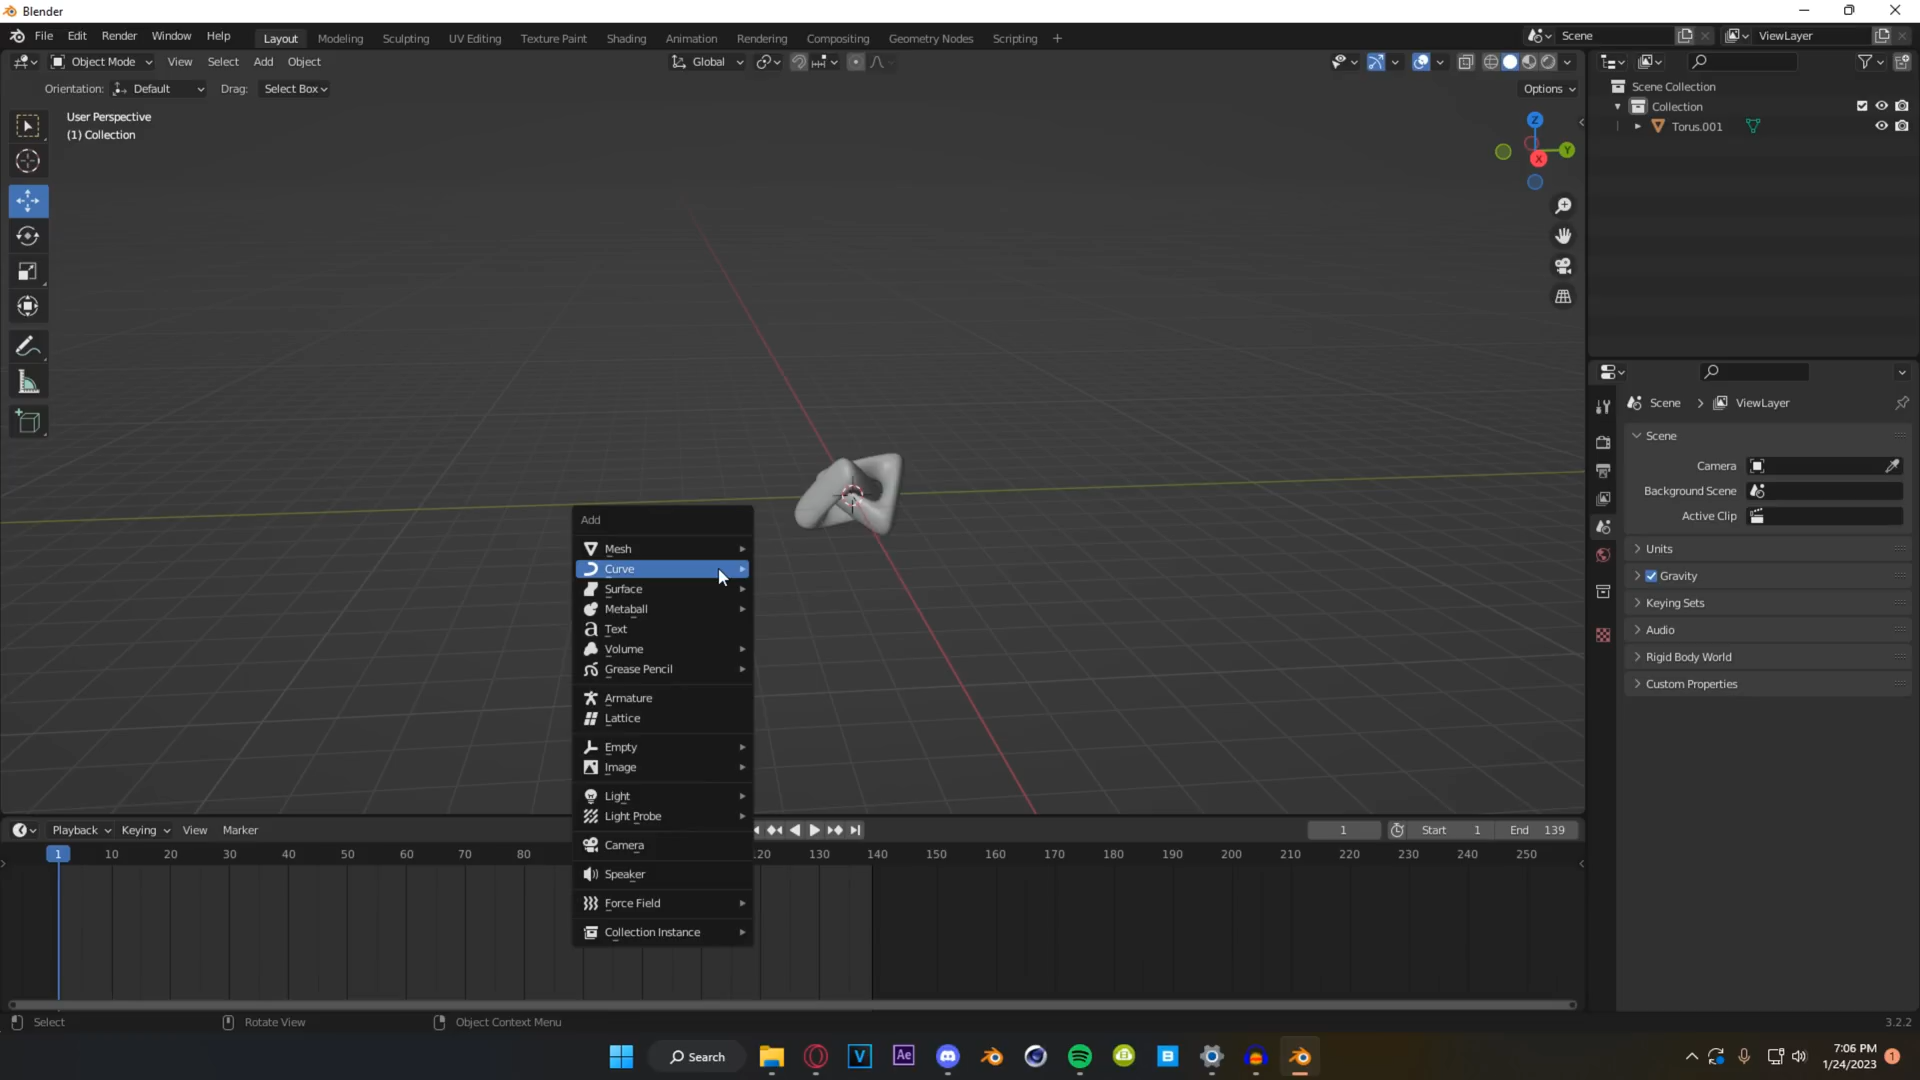 Blender
File Edit Render Window Help Layout Modeling Sculpting UV Editing Texture Paint Shading Animation Rendering Compositing Geometry Nodes Scripting + Scene ViewLayer
Object Mode View Select Add Object Global
Orientation: Default Drag: Select Box Options
User Perspective
(1) Collection
Z
Y
X
Scene Collection
Collection
Torus.001
Scene > ViewLayer
Scene
Camera
Background Scene
Active Clip
Units
Gravity
Keying Sets
Audio
Rigid Body World
Custom Properties
Add
Mesh
Curve
Surface
Metaball
Text
Volume
Grease Pencil
Armature
Lattice
Empty
Image
Light
Light Probe
Camera
Speaker
Force Field
Collection Instance
Playback Keying View Marker 1 Start 1 End 139
1 10 20 30 40 50 60 70 80 120 130 140 150 160 170 180 190 200 210 220 230 240 250
Select Rotate View Object Context Menu 3.2.2
Search V Ae B
7:06 PM
1/24/2023 1